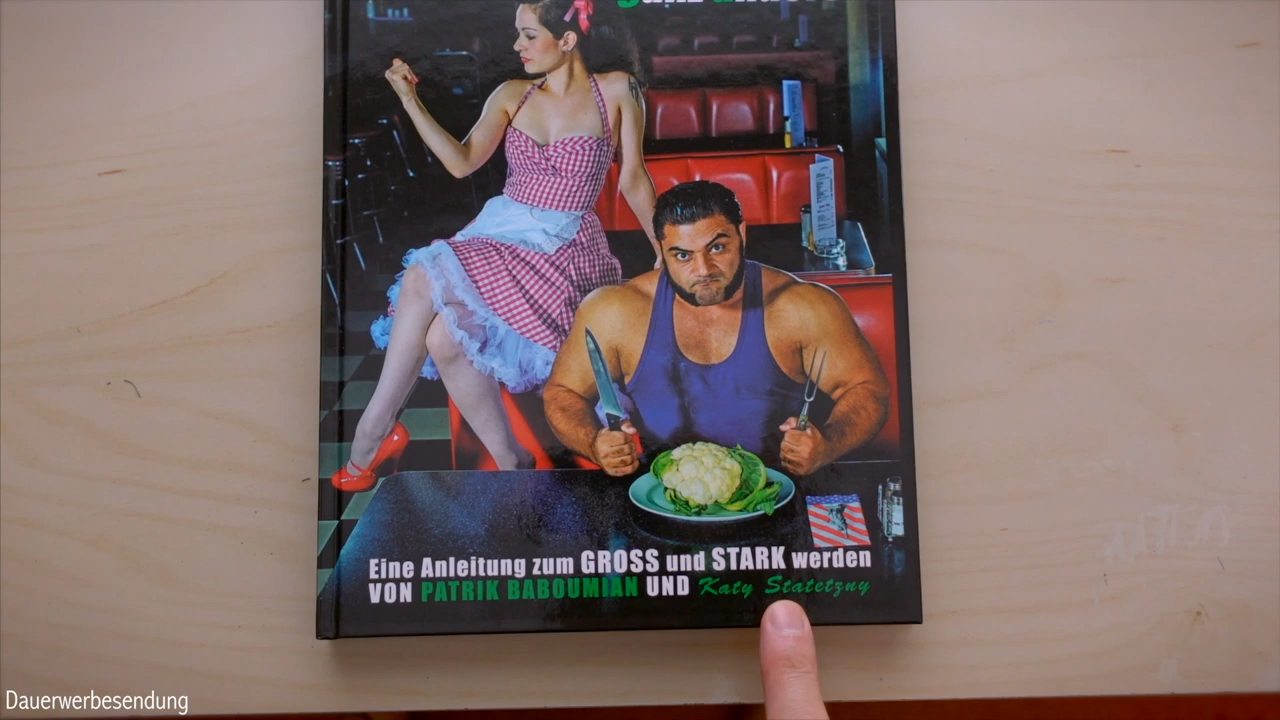 Eine Anleitung zum GROSS und STARK werden
VON PATRIK BABOUMIAN UND Katy Statetzny
Dauerwerbesendung